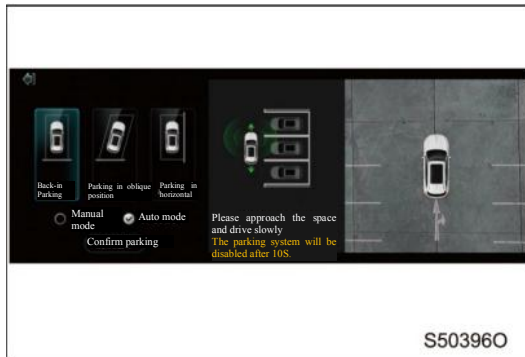 Back-in
Parking
Parking in oblique
position
Parking in
horizontal
Manual
mode
Auto mode
Confirm parking
Please approach the space
and drive slowly
The parking system will be
disabled after 10S.
S50396O